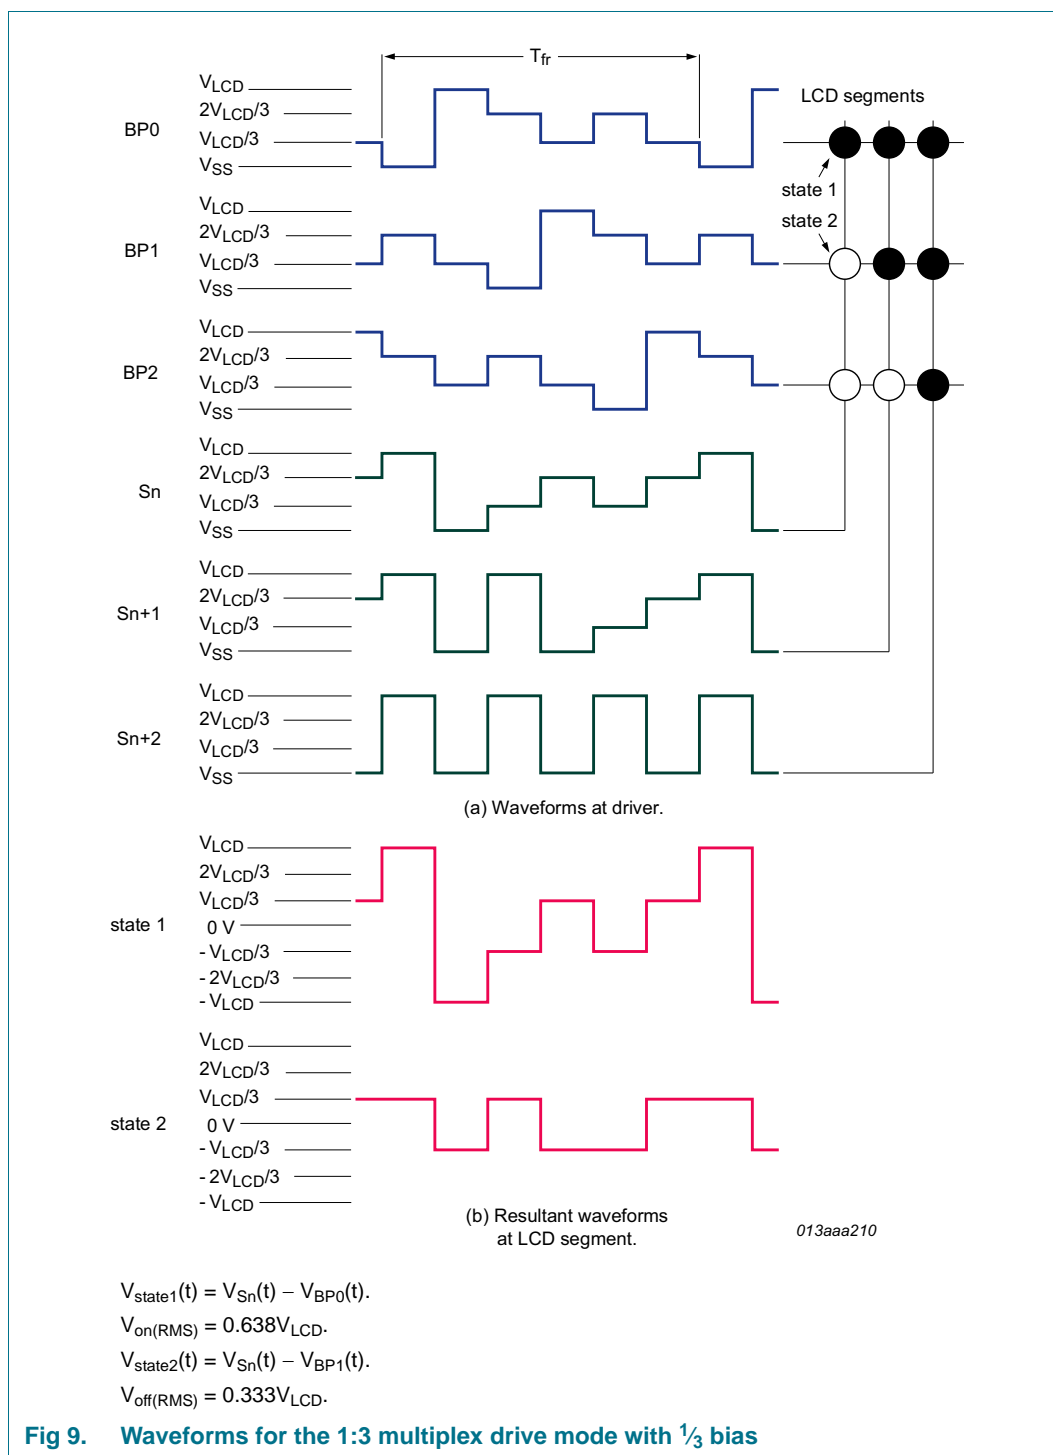 Tfr
VLCD
2VLCD/3
BP0
VLCD/3
VSS
LCD segments
state 1
state 2
VLCD
2VLCD/3
BP1
VLCD/3
VSS
VLCD
2VLCD/3
BP2
VLCD/3
VSS
VLCD
2VLCD/3
Sn
VLCD/3
VSS
VLCD
2VLCD/3
Sn+1
VLCD/3
VSS
VLCD
2VLCD/3
Sn+2
VLCD/3
VSS
(a) Waveforms at driver.
VLCD
2VLCD/3
VLCD/3
state 1
0 V
- VLCD/3
- 2VLCD/3
- VLCD
VLCD
2VLCD/3
VLCD/3
state 2
0 V
- VLCD/3
- 2VLCD/3
- VLCD
(b) Resultant waveforms
at LCD segment.
013aaa210
Vstate1(t) = VSn(t) − VBP0(t).
Von(RMS) = 0.638VLCD.
Vstate2(t) = VSn(t) − VBP1(t).
Voff(RMS) = 0.333VLCD.
Fig 9. Waveforms for the 1:3 multiplex drive mode with 1⁄3 bias